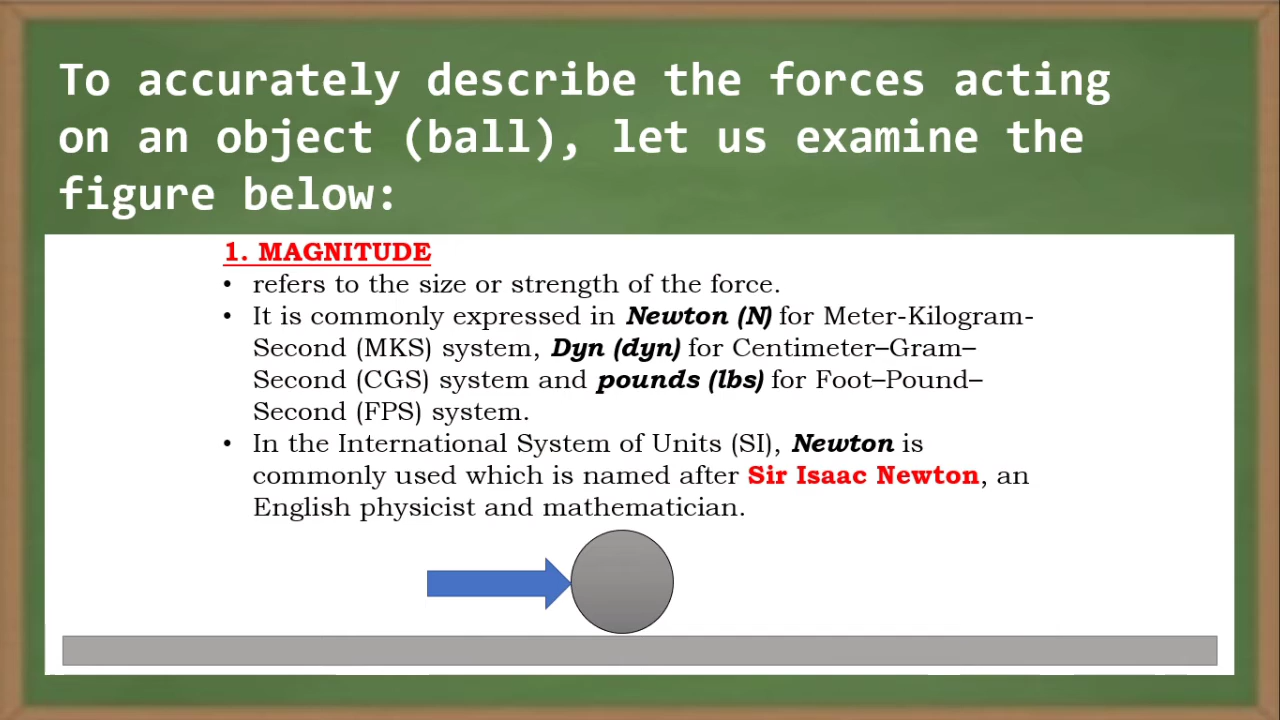 To accurately describe the forces acting
on an object (ball), let us examine the
figure below:
1. MAGNITUDE
• refers to the size or strength of the force.
• It is commonly expressed in Newton (N) for Meter-Kilogram-
Second (MKS) system, Dyn (dyn) for Centimeter–Gram–
Second (CGS) system and pounds (lbs) for Foot–Pound–
Second (FPS) system.
• In the International System of Units (SI), Newton is
commonly used which is named after Sir Isaac Newton, an
English physicist and mathematician.